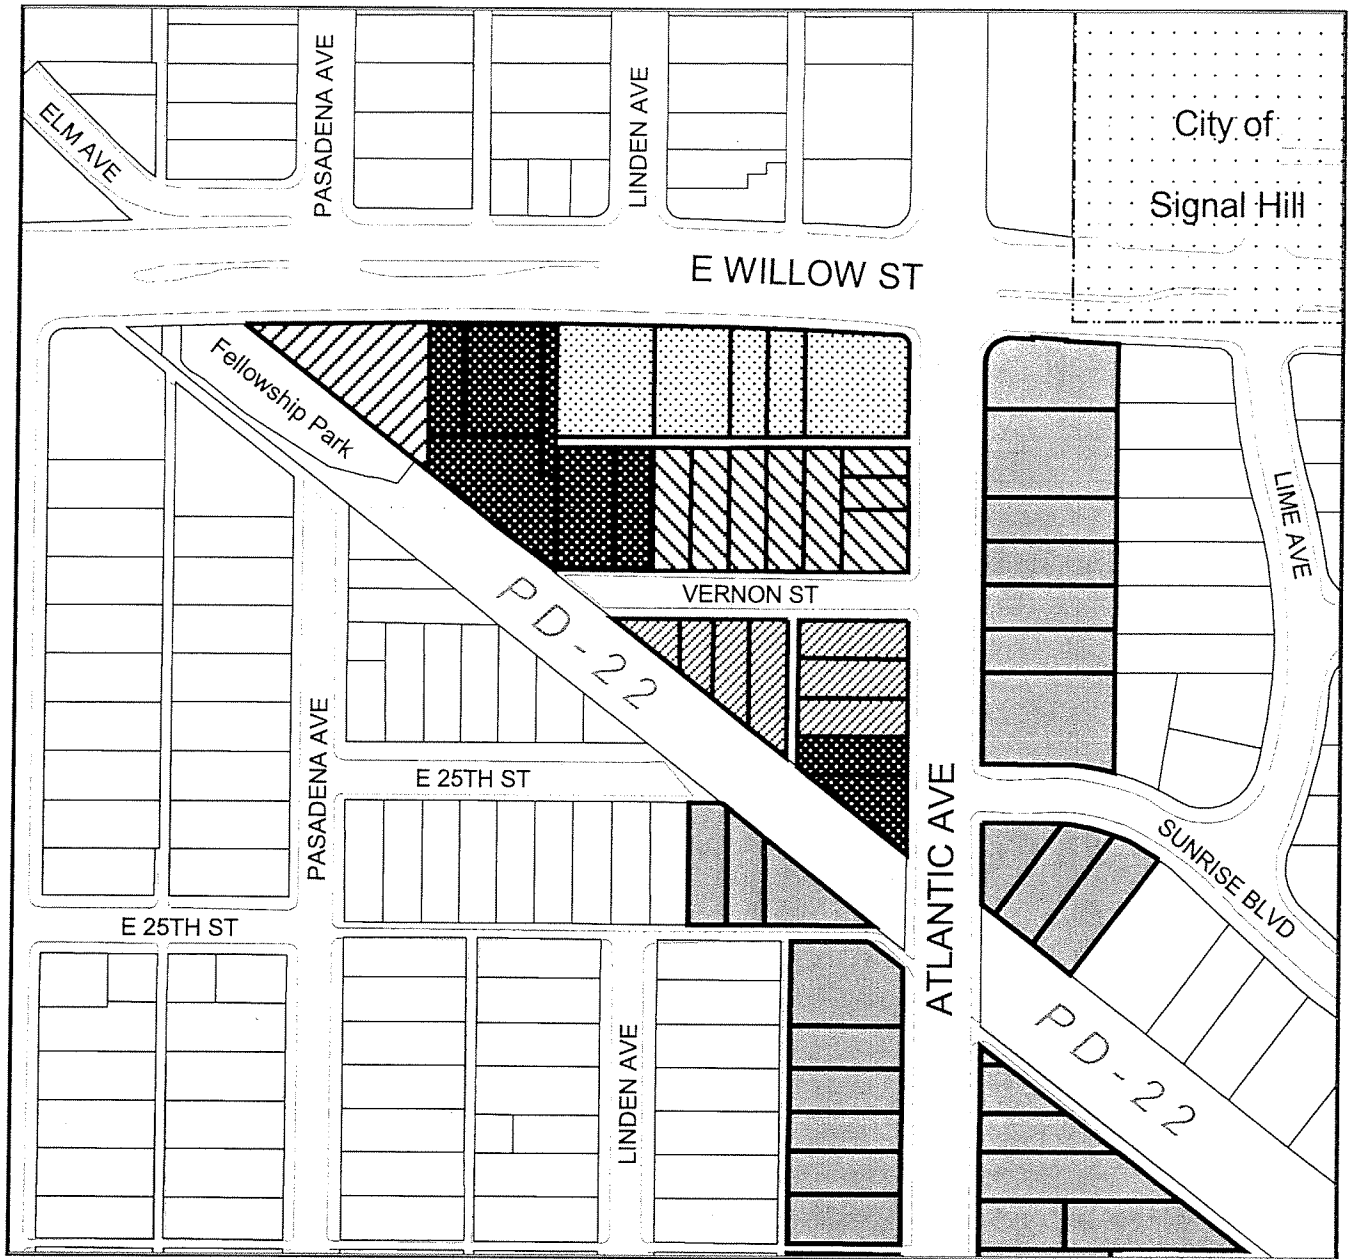 PASADENA AVE
LINDEN AVE
ELM AVE
City of
Signal Hill
E WILLOW ST
Fellowship Park
LIME AVE
VERNON ST
PD-22
PASADENA AVE
E 25TH ST
ATLANTIC AVE
SUNRISE BLVD
E 25TH ST
LINDEN AVE
PD-22